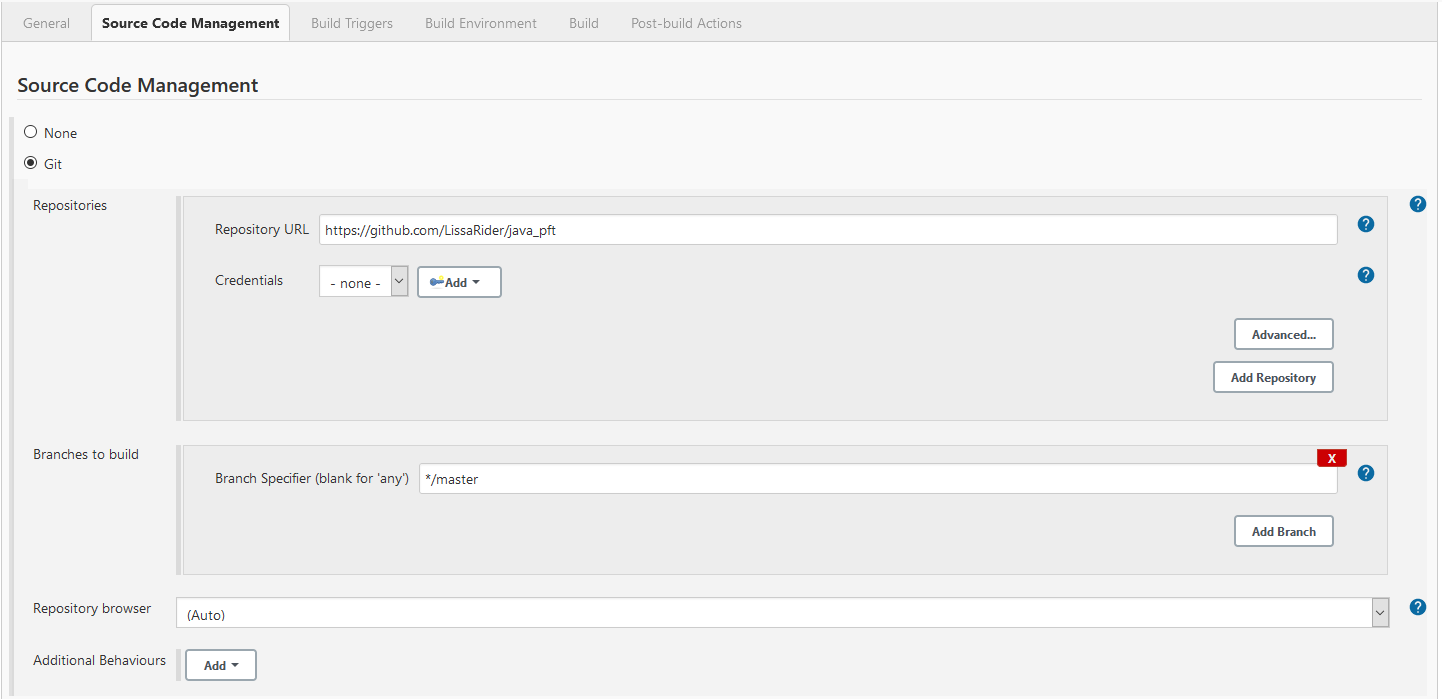 General Source Code Management Build Triggers Build Environment Build Post-build Actions
Source Code Management
None
Git
Repositories
?
Repository URL https://github.com/LissaRider/java_pft ?
Credentials - none - Add ?
Advanced...
Add Repository
Branches to build
X
Branch Specifier (blank for 'any') */master ?
Add Branch
Repository browser (Auto) ?
Additional Behaviours Add